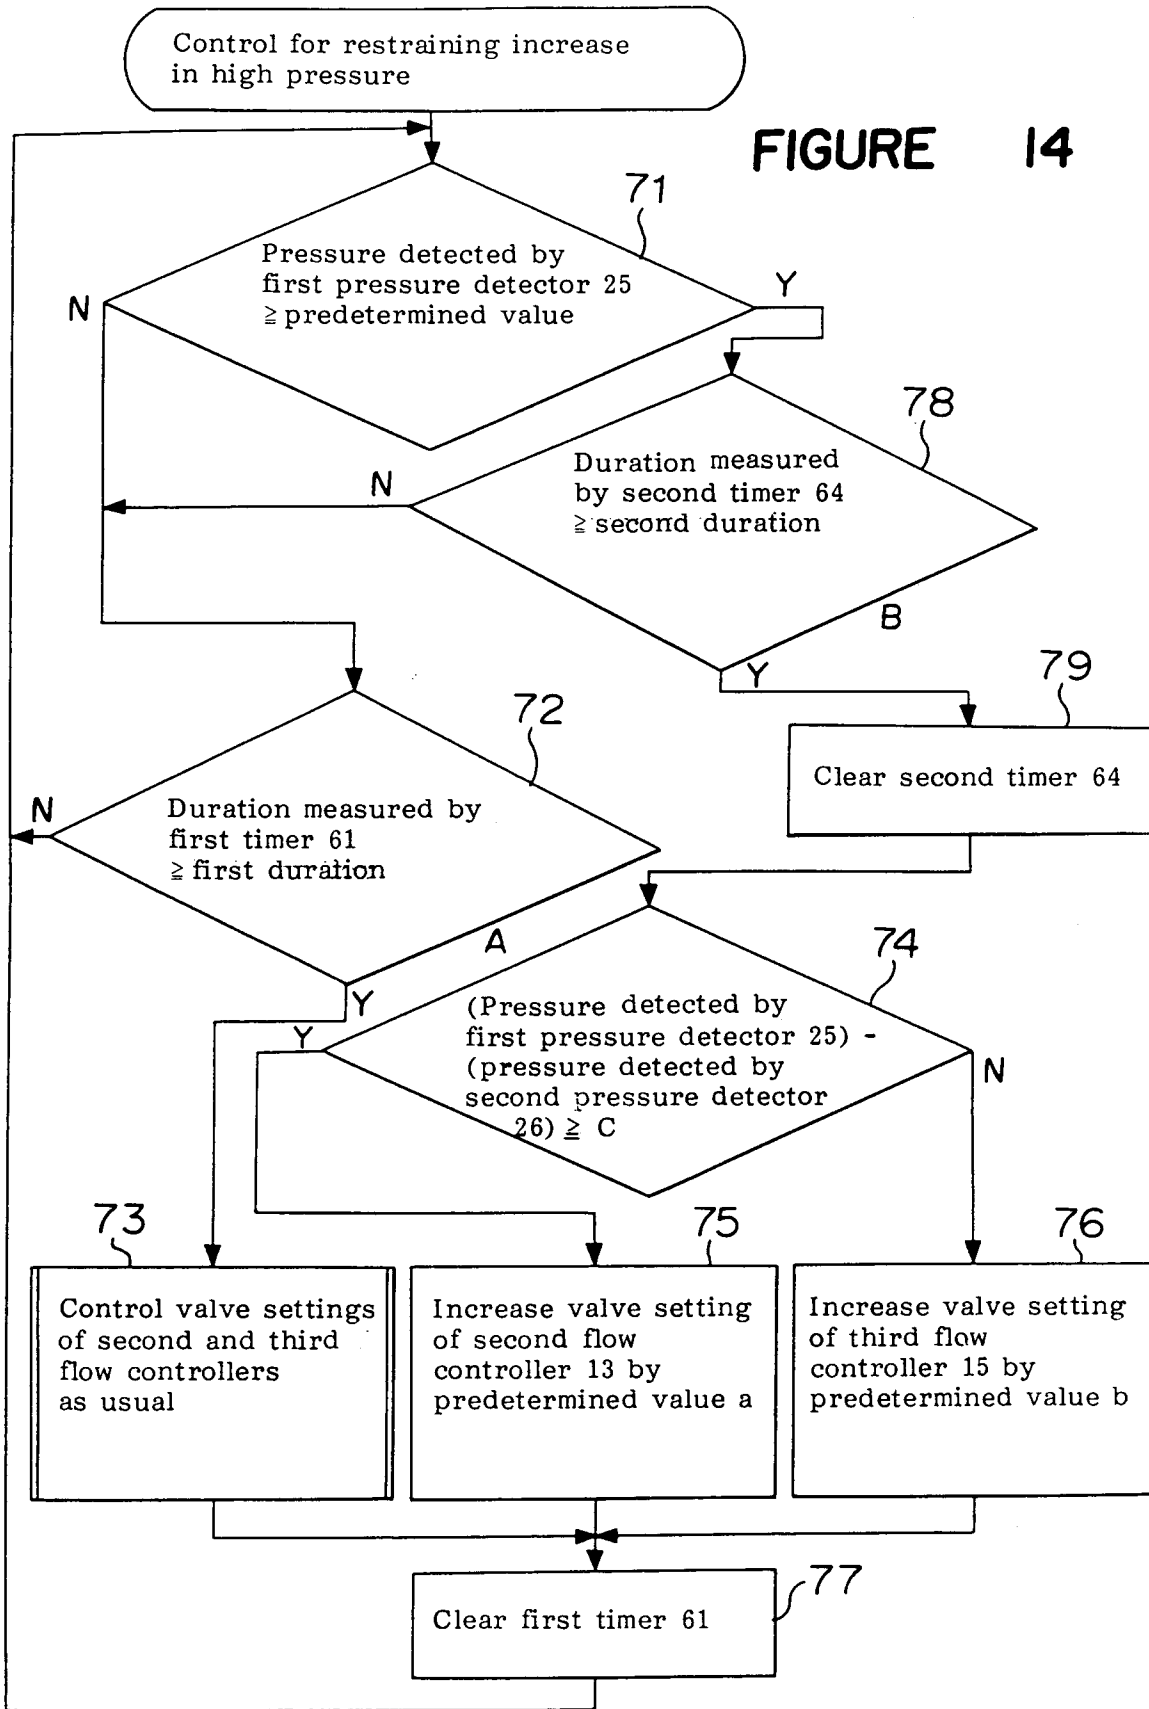 Control for restraining increase
in high pressure
FIGURE 14
71
Pressure detected by
first pressure detector 25
≧ predetermined value
N
Y
78
Duration measured
by second timer 64
≧ second duration
N
B
Y
79
Clear second timer 64
72
Duration measured by
first timer 61
≧ first duration
N
A
Y
74
(Pressure detected by
first pressure detector 25) -
(pressure detected by
second pressure detector
26) ≧ C
Y
N
73
Control valve settings
of second and third
flow controllers
as usual
75
Increase valve setting
of second flow
controller 13 by
predetermined value a
76
Increase valve setting
of third flow
controller 15 by
predetermined value b
77
Clear first timer 61